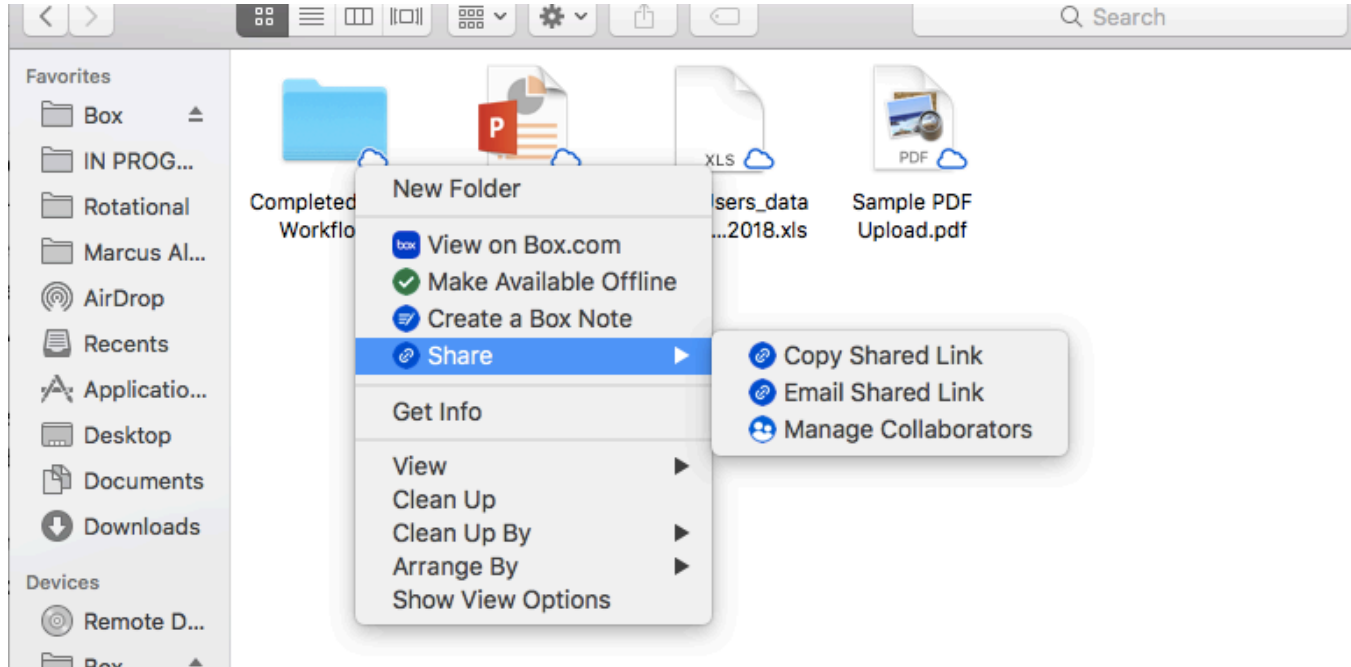 Search
Favorites
Box
IN PROG...
Rotational
Marcus Al...
AirDrop
Recents
Applicatio...
Desktop
Documents
Downloads
Devices
Remote D...
Box
P
XLS
PDF
Completed
Workflo
sers_data
...2018.xls
Sample PDF
Upload.pdf
New Folder
box View on Box.com
Make Available Offline
Create a Box Note
Share
Get Info
View
Clean Up
Clean Up By
Arrange By
Show View Options
Copy Shared Link
Email Shared Link
Manage Collaborators